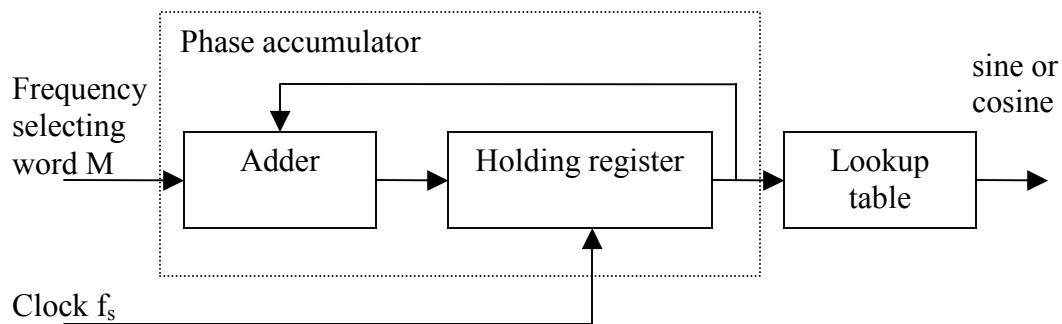 Phase accumulator
Frequency
selecting
word M
Adder
Holding register
Lookup
table
sine or
cosine
Clock fs